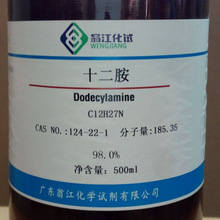 翁江化试
WENGJIANG
十二胺
Dodecylamine
C12H27N
CAS NO.:124-22-1 分子量:185.35
98.0%
净含量:500ml
广东翁江化学试剂有限公司